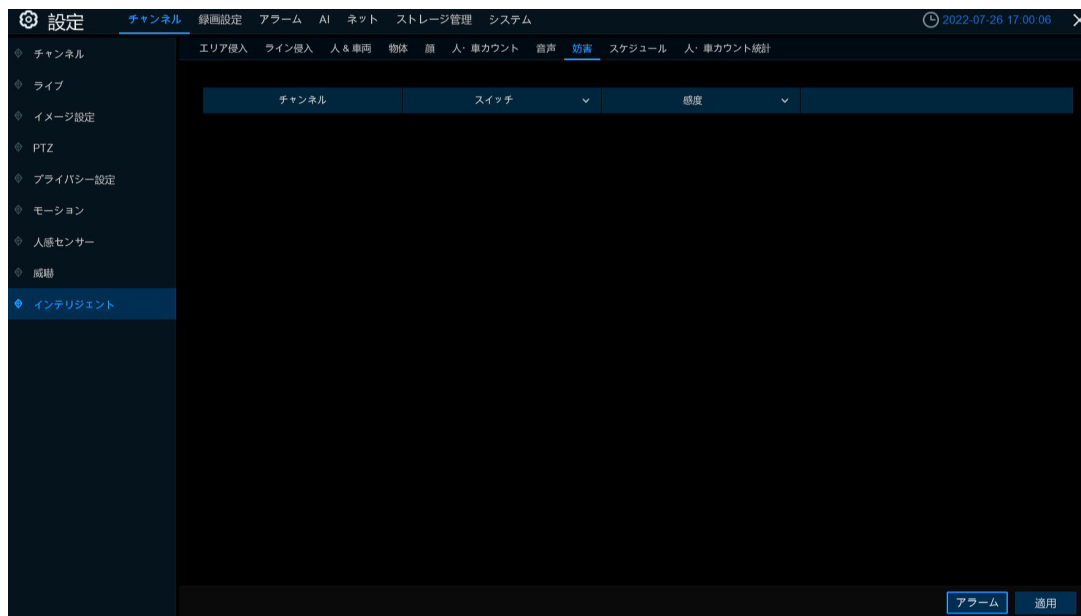 設定 チャンネル 録画設定 アラーム AI ネット ストレージ管理 システム 2022-07-26 17:00:06
エリア侵入 ライン侵入 人&車両 物体 顔 人・車カウント 音声 妨害 スケジュール 人・車カウント統計
チャンネル
ライブ
イメージ設定
PTZ
プライバシー設定
モーション
人感センサー
威嚇
インテリジェント
チャンネル スイッチ 感度
アラーム 適用